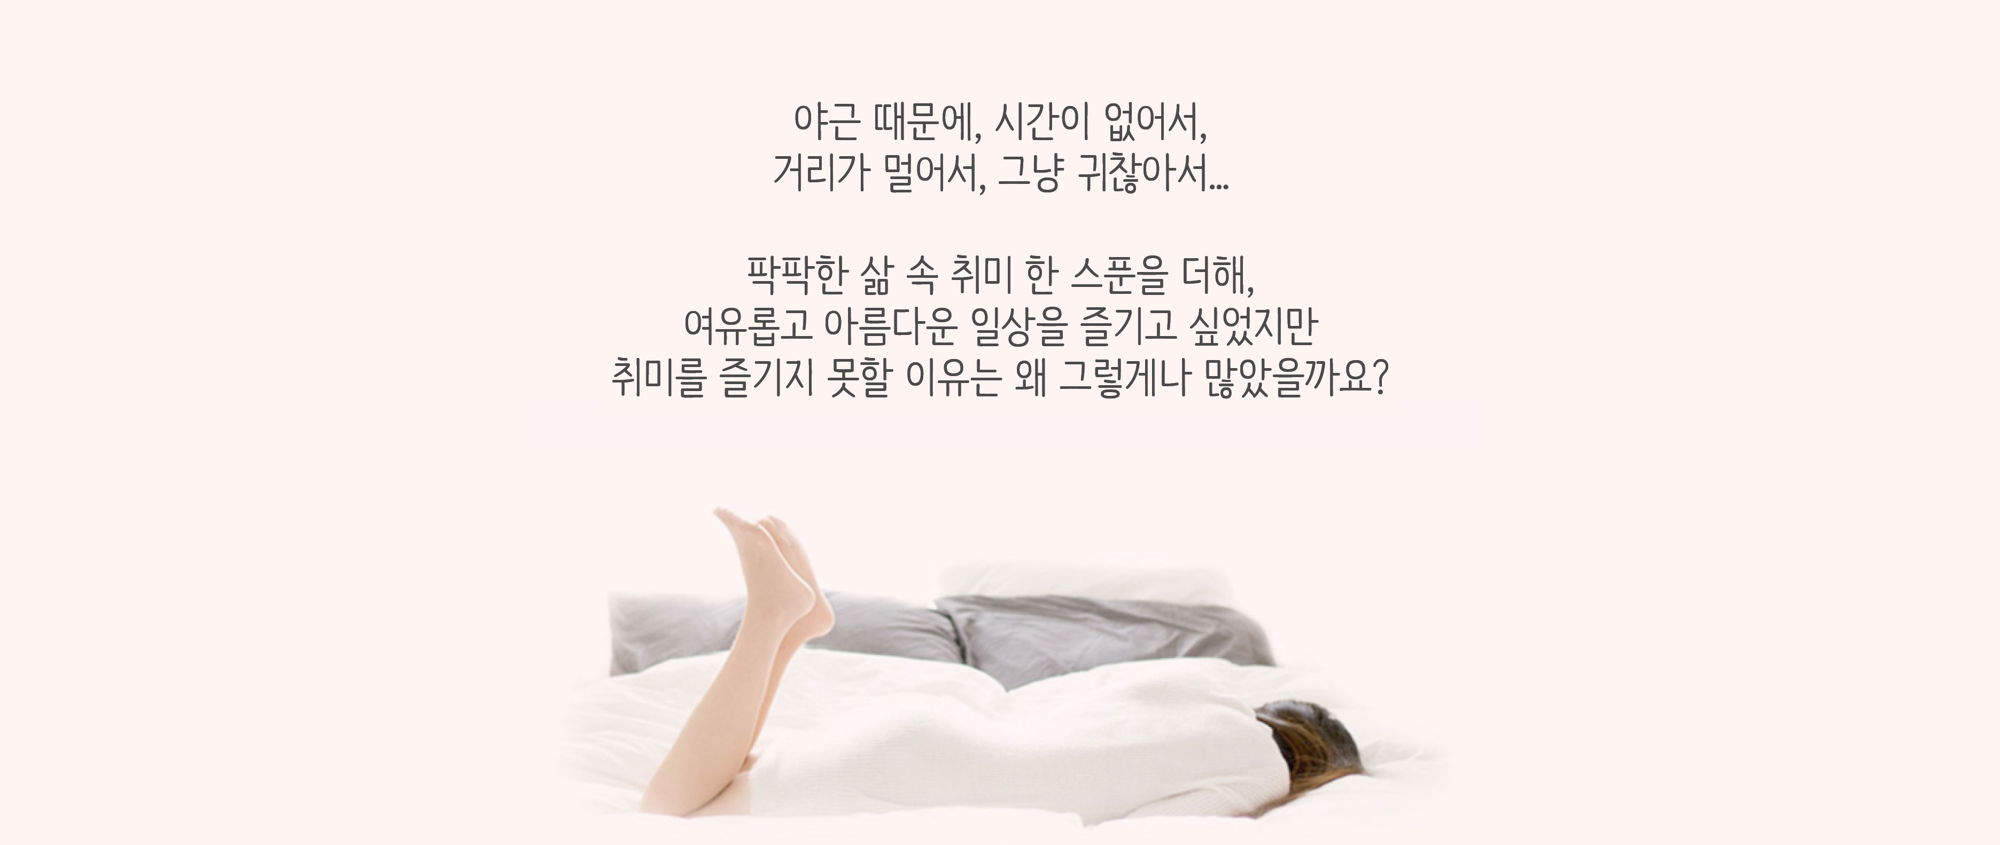 야근 때문에, 시간이 없어서,
거리가 멀어서, 그냥 귀찮아서...
팍팍한 삶 속 취미 한 스푼을 더해,
여유롭고 아름다운 일상을 즐기고 싶었지만
취미를 즐기지 못할 이유는 왜 그렇게나 많았을까요?